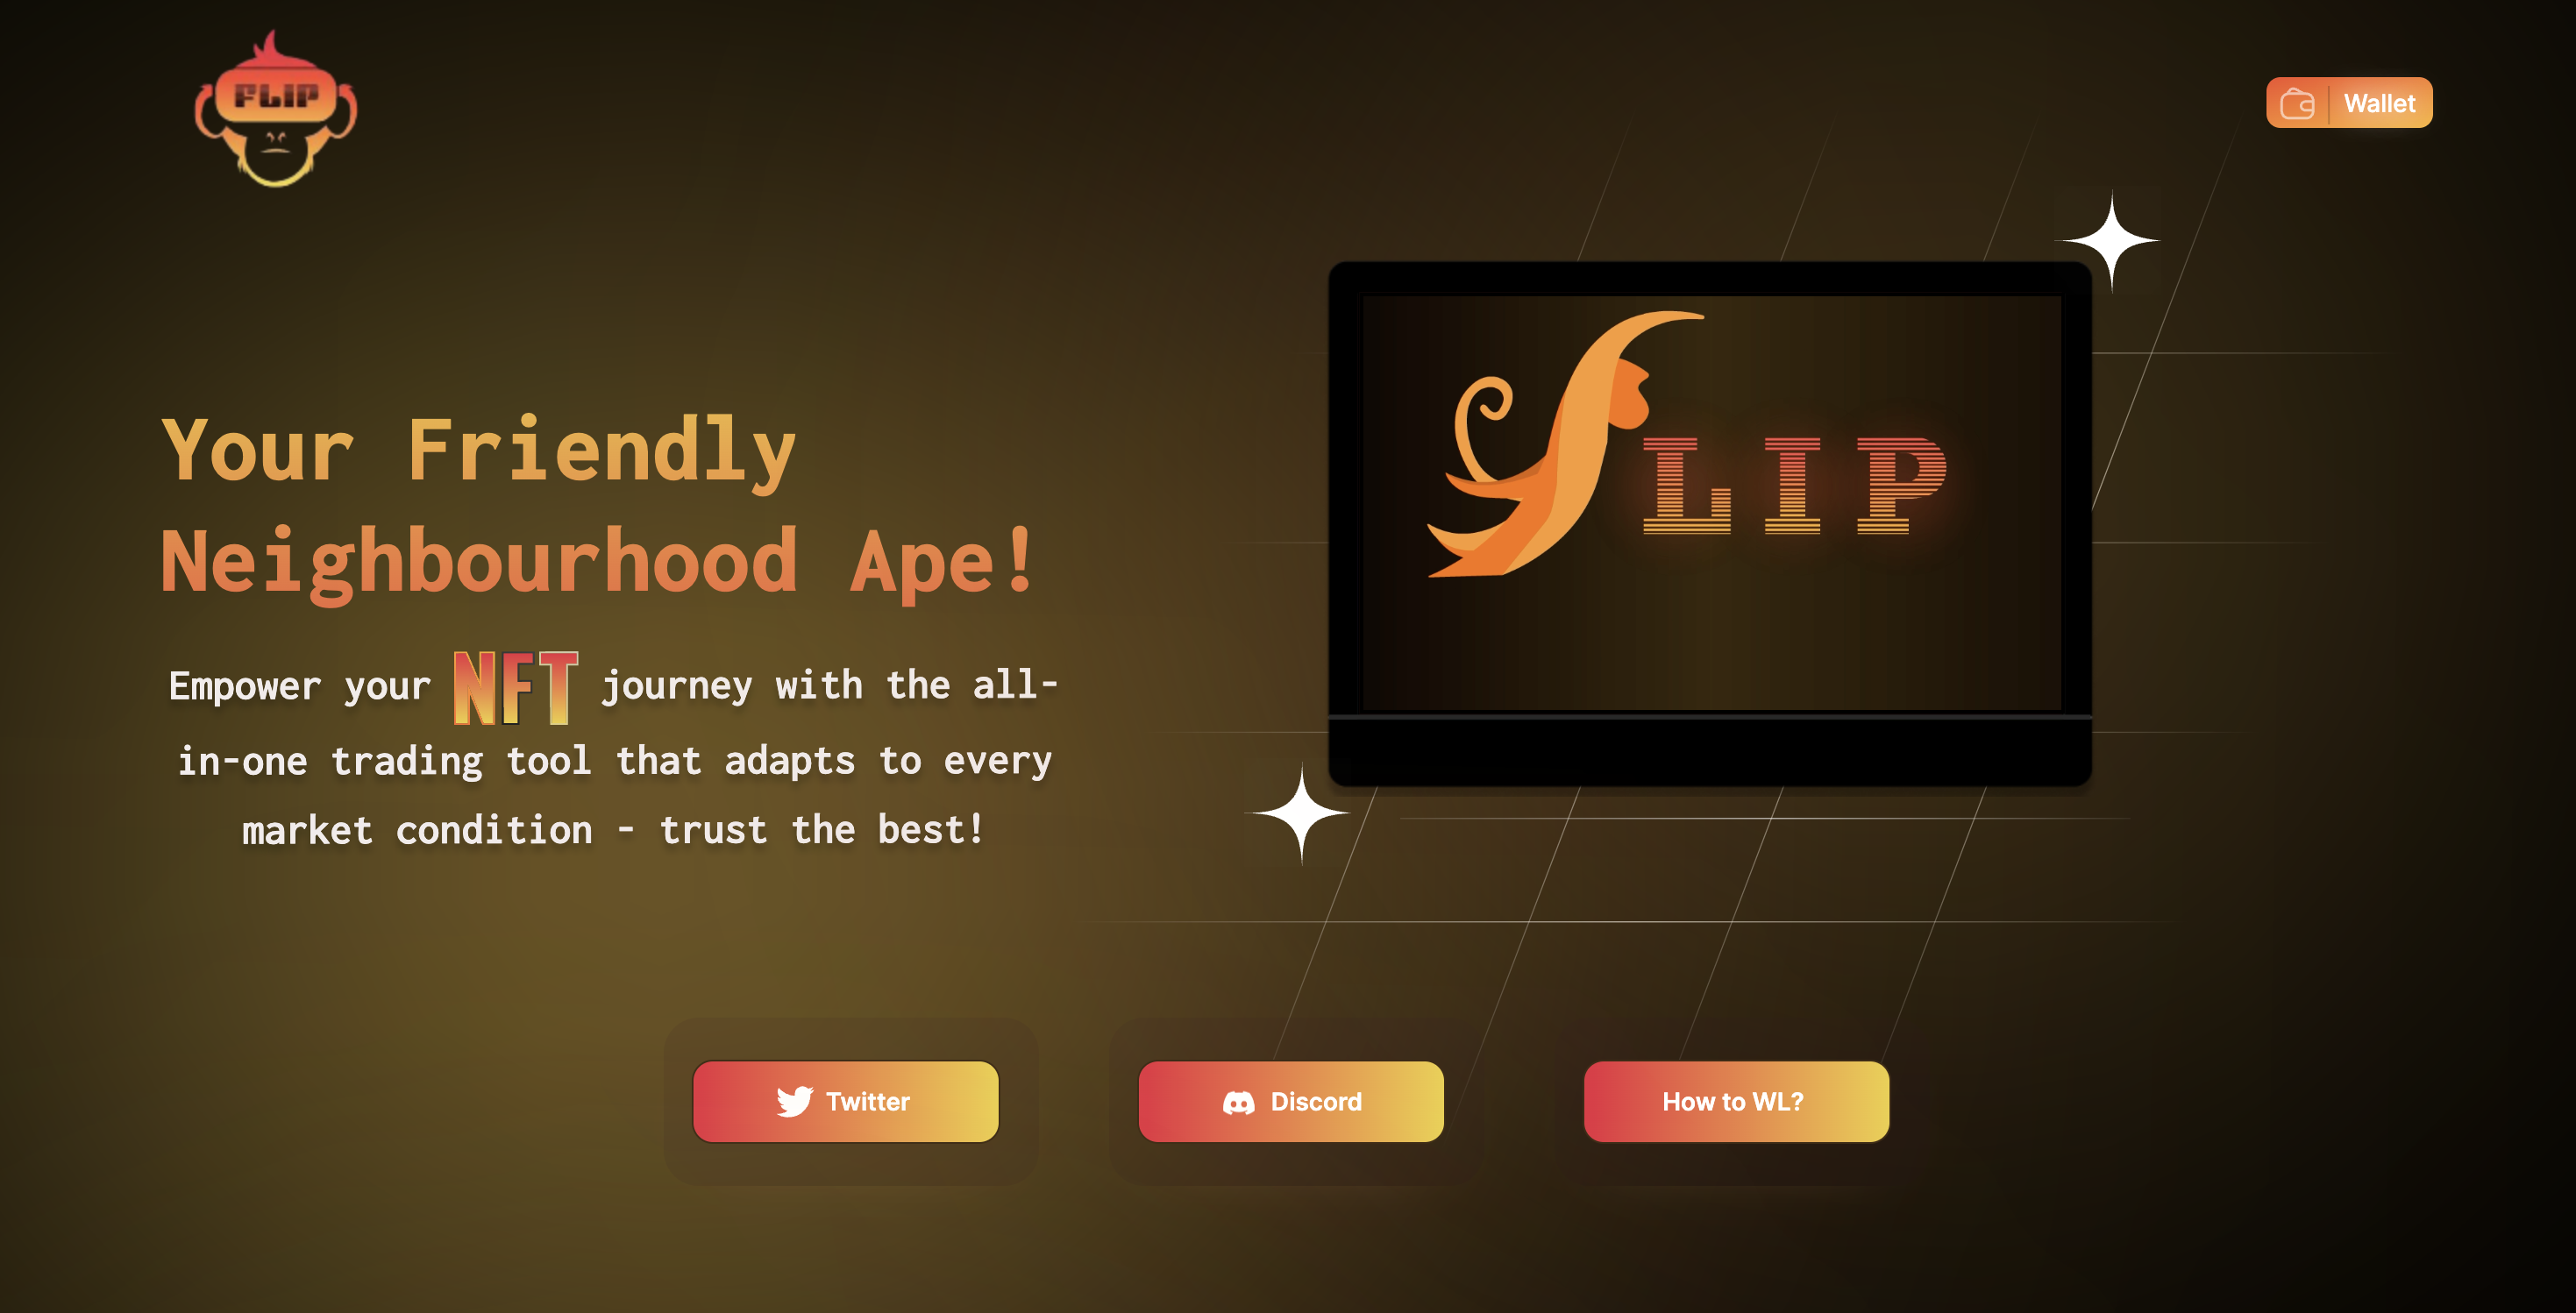 FLIP
Wallet
Your Friendly
Neighbourhood Ape!
Empower your NFT journey with the all-
in-one trading tool that adapts to every
market condition - trust the best!
LIP
Twitter
Discord
How to WL?